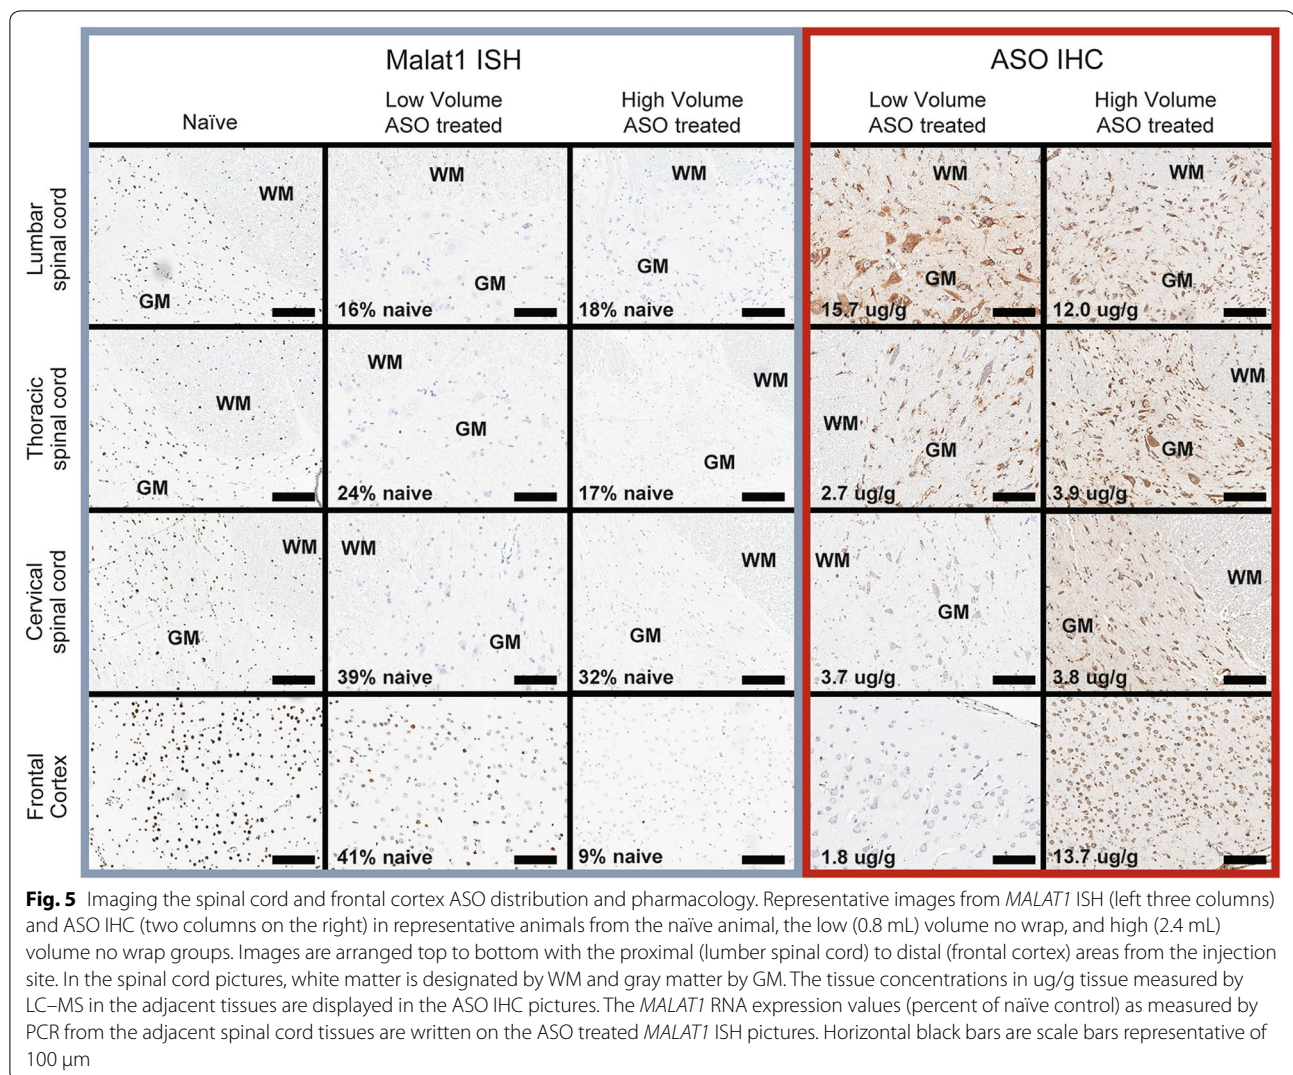 Malat1 ISH
ASO IHC
Naïve
Low Volume
ASO treated
High Volume
ASO treated
Low Volume
ASO treated
High Volume
ASO treated
Lumbar
spinal cord
WM
GM
WM
GM
16% naive
WM
GM
18% naive
WM
GM
15.7 ug/g
WM
GM
12.0 ug/g
Thoracic
spinal cord
WM
GM
WM
GM
24% naive
WM
GM
17% naive
WM
GM
2.7 ug/g
WM
GM
3.9 ug/g
Cervical
spinal cord
WM
GM
WM
GM
39% naive
WM
GM
32% naive
WM
GM
3.7 ug/g
WM
GM
3.8 ug/g
Frontal
Cortex
41% naive
9% naive
1.8 ug/g
13.7 ug/g
Fig. 5 Imaging the spinal cord and frontal cortex ASO distribution and pharmacology. Representative images from MALAT1 ISH (left three columns)
and ASO IHC (two columns on the right) in representative animals from the naïve animal, the low (0.8 mL) volume no wrap, and high (2.4 mL)
volume no wrap groups. Images are arranged top to bottom with the proximal (lumber spinal cord) to distal (frontal cortex) areas from the injection
site. In the spinal cord pictures, white matter is designated by WM and gray matter by GM. The tissue concentrations in ug/g tissue measured by
LC–MS in the adjacent tissues are displayed in the ASO IHC pictures. The MALAT1 RNA expression values (percent of naïve control) as measured by
PCR from the adjacent spinal cord tissues are written on the ASO treated MALAT1 ISH pictures. Horizontal black bars are scale bars representative of
100 μm